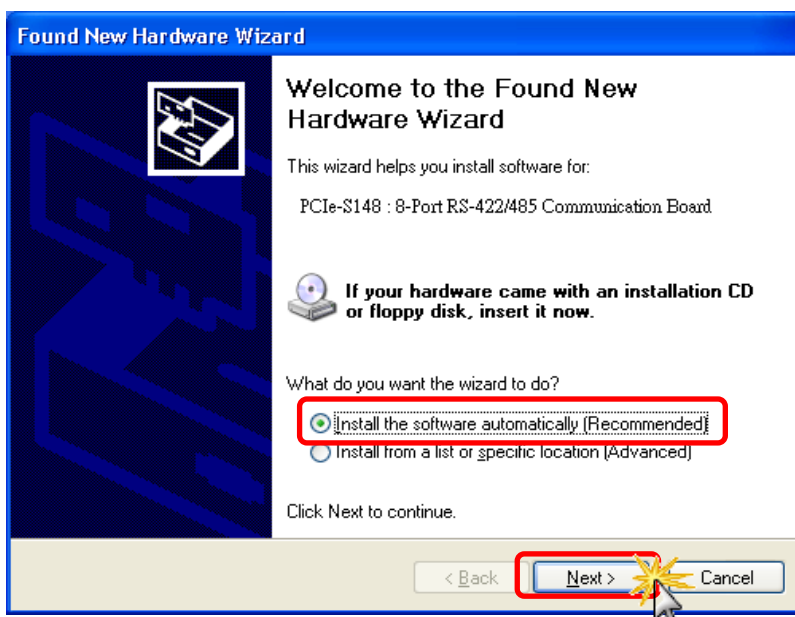 Found New Hardware Wizard
Welcome to the Found New
Hardware Wizard
This wizard helps you install software for:
PCIe-S148 : 8-Port RS-422/485 Communication Board
If your hardware came with an installation CD
or floppy disk, insert it now.
What do you want the wizard to do?
Install the software automatically (Recommended)
Install from a list or specific location (Advanced)
Click Next to continue.
< Back Next > Cancel